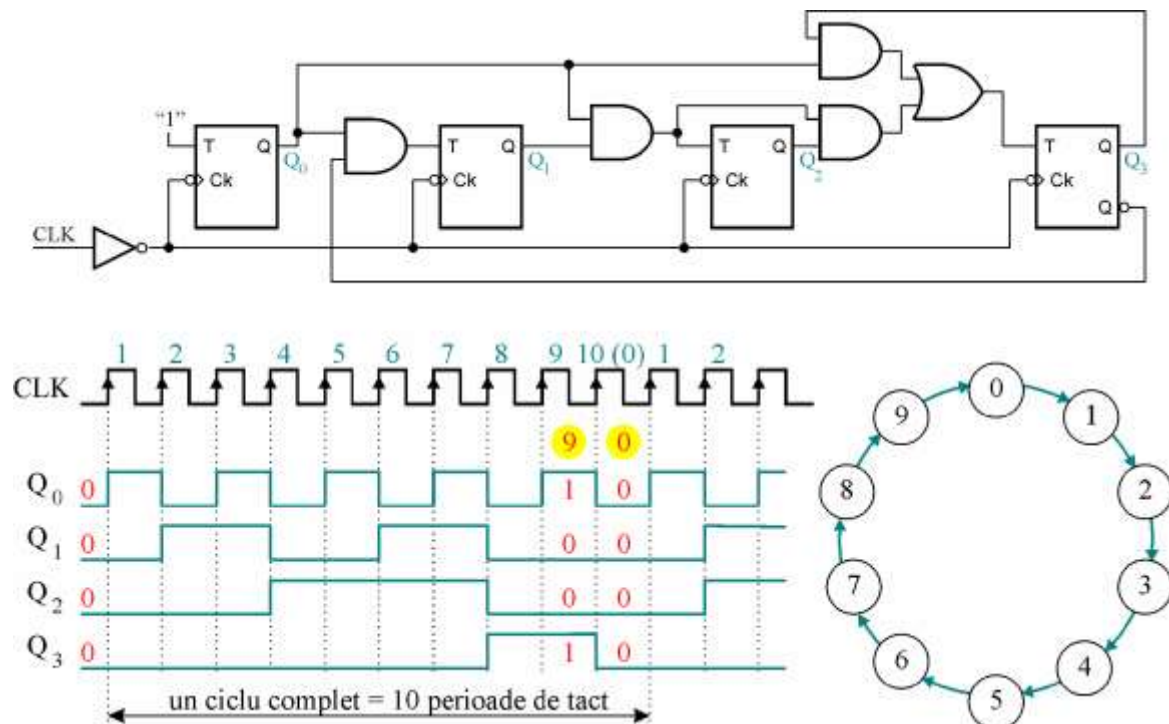 “1”
T Q
Q0
Ck
T Q
Q1
Ck
T Q
Q2
Ck
T Q
Q3
Ck
Q
CLK
1 2 3 4 5 6 7 8 9 10 (0) 1 2
CLK
9 0
Q0 0 1 0
Q1 0 0 0
Q2 0 0 0
Q3 0 1 0
un ciclu complet = 10 perioade de tact
0
1
2
3
4
5
6
7
8
9